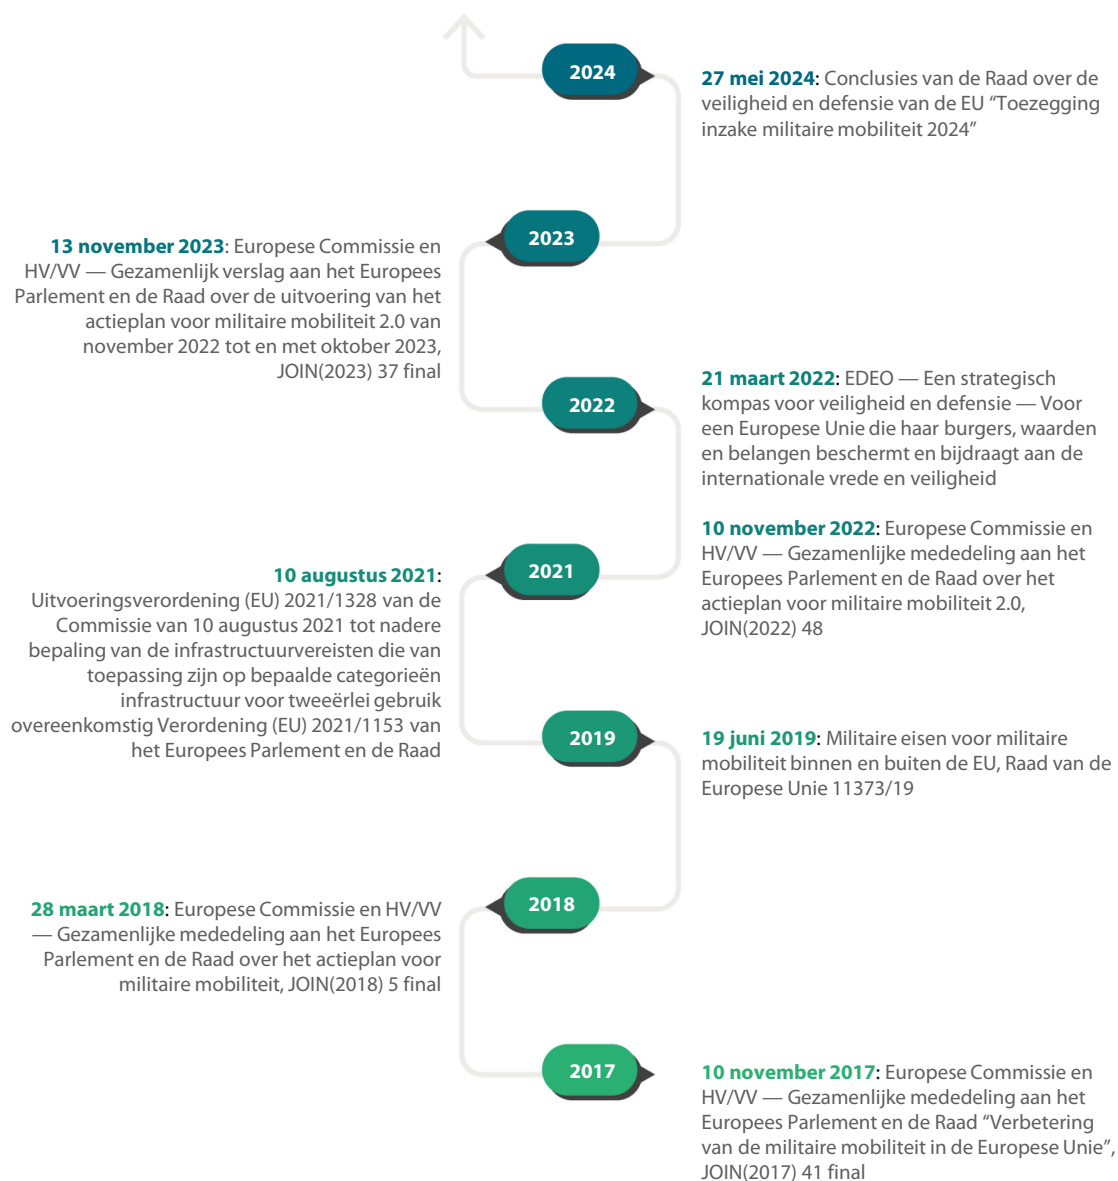 2024
27 mei 2024: Conclusies van de Raad over de
veiligheid en defensie van de EU “Toezegging
inzake militaire mobiliteit 2024”
2023
13 november 2023: Europese Commissie en
HV/VV — Gezamenlijk verslag aan het Europees
Parlement en de Raad over de uitvoering van het
actieplan voor militaire mobiliteit 2.0 van
november 2022 tot en met oktober 2023,
JOIN(2023) 37 final
2022
21 maart 2022: EDEO — Een strategisch
kompas voor veiligheid en defensie — Voor
een Europese Unie die haar burgers, waarden
en belangen beschermt en bijdraagt aan de
internationale vrede en veiligheid
10 november 2022: Europese Commissie en
HV/VV — Gezamenlijke mededeling aan het
Europees Parlement en de Raad over het
actieplan voor militaire mobiliteit 2.0,
JOIN(2022) 48
2021
10 augustus 2021:
Uitvoeringsverordening (EU) 2021/1328 van de
Commissie van 10 augustus 2021 tot nadere
bepaling van de infrastructuurvereisten die van
toepassing zijn op bepaalde categorieën
infrastructuur voor tweeërlei gebruik
overeenkomstig Verordening (EU) 2021/1153 van
het Europees Parlement en de Raad
2019
19 juni 2019: Militaire eisen voor militaire
mobiliteit binnen en buiten de EU, Raad van de
Europese Unie 11373/19
2018
28 maart 2018: Europese Commissie en HV/VV
— Gezamenlijke mededeling aan het Europees
Parlement en de Raad over het actieplan voor
militaire mobiliteit, JOIN(2018) 5 final
2017
10 november 2017: Europese Commissie en
HV/VV — Gezamenlijke mededeling aan het
Europees Parlement en de Raad “Verbetering
van de militaire mobiliteit in de Europese Unie”,
JOIN(2017) 41 final